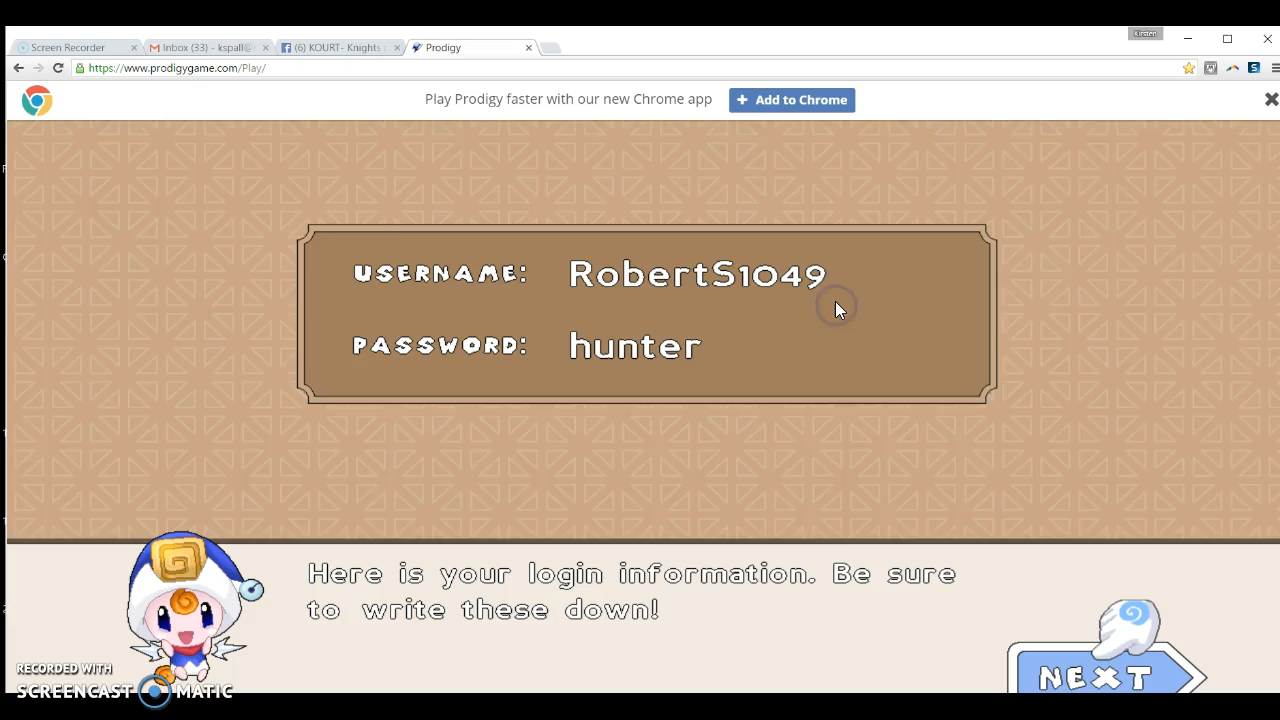 Kirsten
Screen Recorder
Inbox (33) - kspall@
(6) KOURT- Knights
Prodigy
https://www.prodigygame.com/Play/
Play Prodigy faster with our new Chrome app
+ Add to Chrome
USERNAME: RobertS1049
PASSWORD: hunter
Here is your login information. Be sure
to write these down!
NEXT
RECORDED WITH
SCREENCAST MATIC